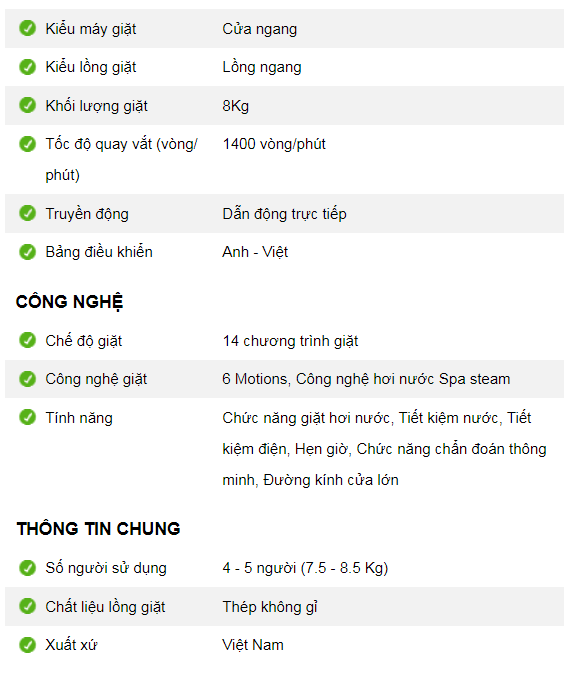 Kiểu máy giặt Cửa ngang
Kiểu lồng giặt Lồng ngang
Khối lượng giặt 8Kg
Tốc độ quay vắt (vòng/ 1400 vòng/phút
phút)
Truyền động Dẫn động trực tiếp
Bảng điều khiển Anh - Việt
CÔNG NGHỆ
Chế độ giặt 14 chương trình giặt
Công nghệ giặt 6 Motions, Công nghệ hơi nước Spa steam
Tính năng Chức năng giặt hơi nước, Tiết kiệm nước, Tiết
kiệm điện, Hẹn giờ, Chức năng chẩn đoán thông
minh, Đường kính cửa lớn
THÔNG TIN CHUNG
Số người sử dụng 4 - 5 người (7.5 - 8.5 Kg)
Chất liệu lồng giặt Thép không gỉ
Xuất xứ Việt Nam